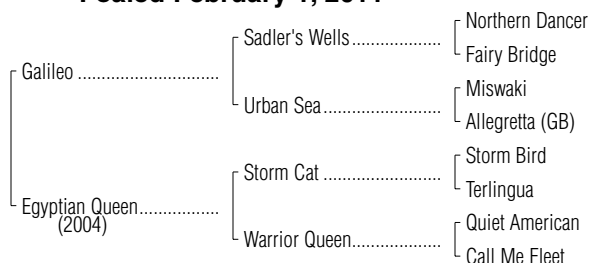 Foaled February 1, 2011
Northern Dancer
Sadler's Wells
Fairy Bridge
Galileo
Miswaki
Urban Sea
Allegretta (GB)
Storm Bird
Storm Cat
Terlingua
Egyptian Queen
(2004)
Quiet American
Warrior Queen
Call Me Fleet